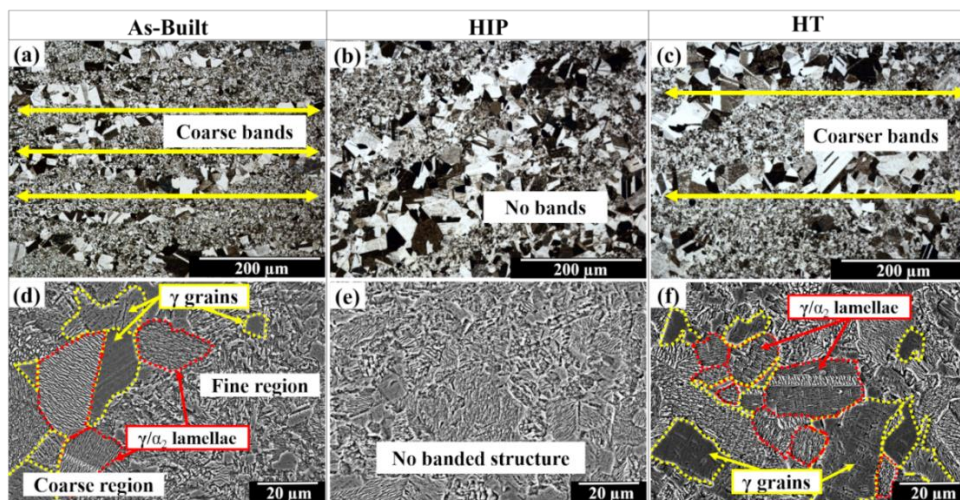 As-Built
HIP
HT
(a)
Coarse bands
200 µm
(b)
No bands
200 µm
(c)
Coarser bands
200 µm
(d)
γ grains
Fine region
γ/α₂ lamellae
Coarse region
20 µm
(e)
No banded structure
20 µm
(f)
γ/α₂ lamellae
γ grains
20 µm